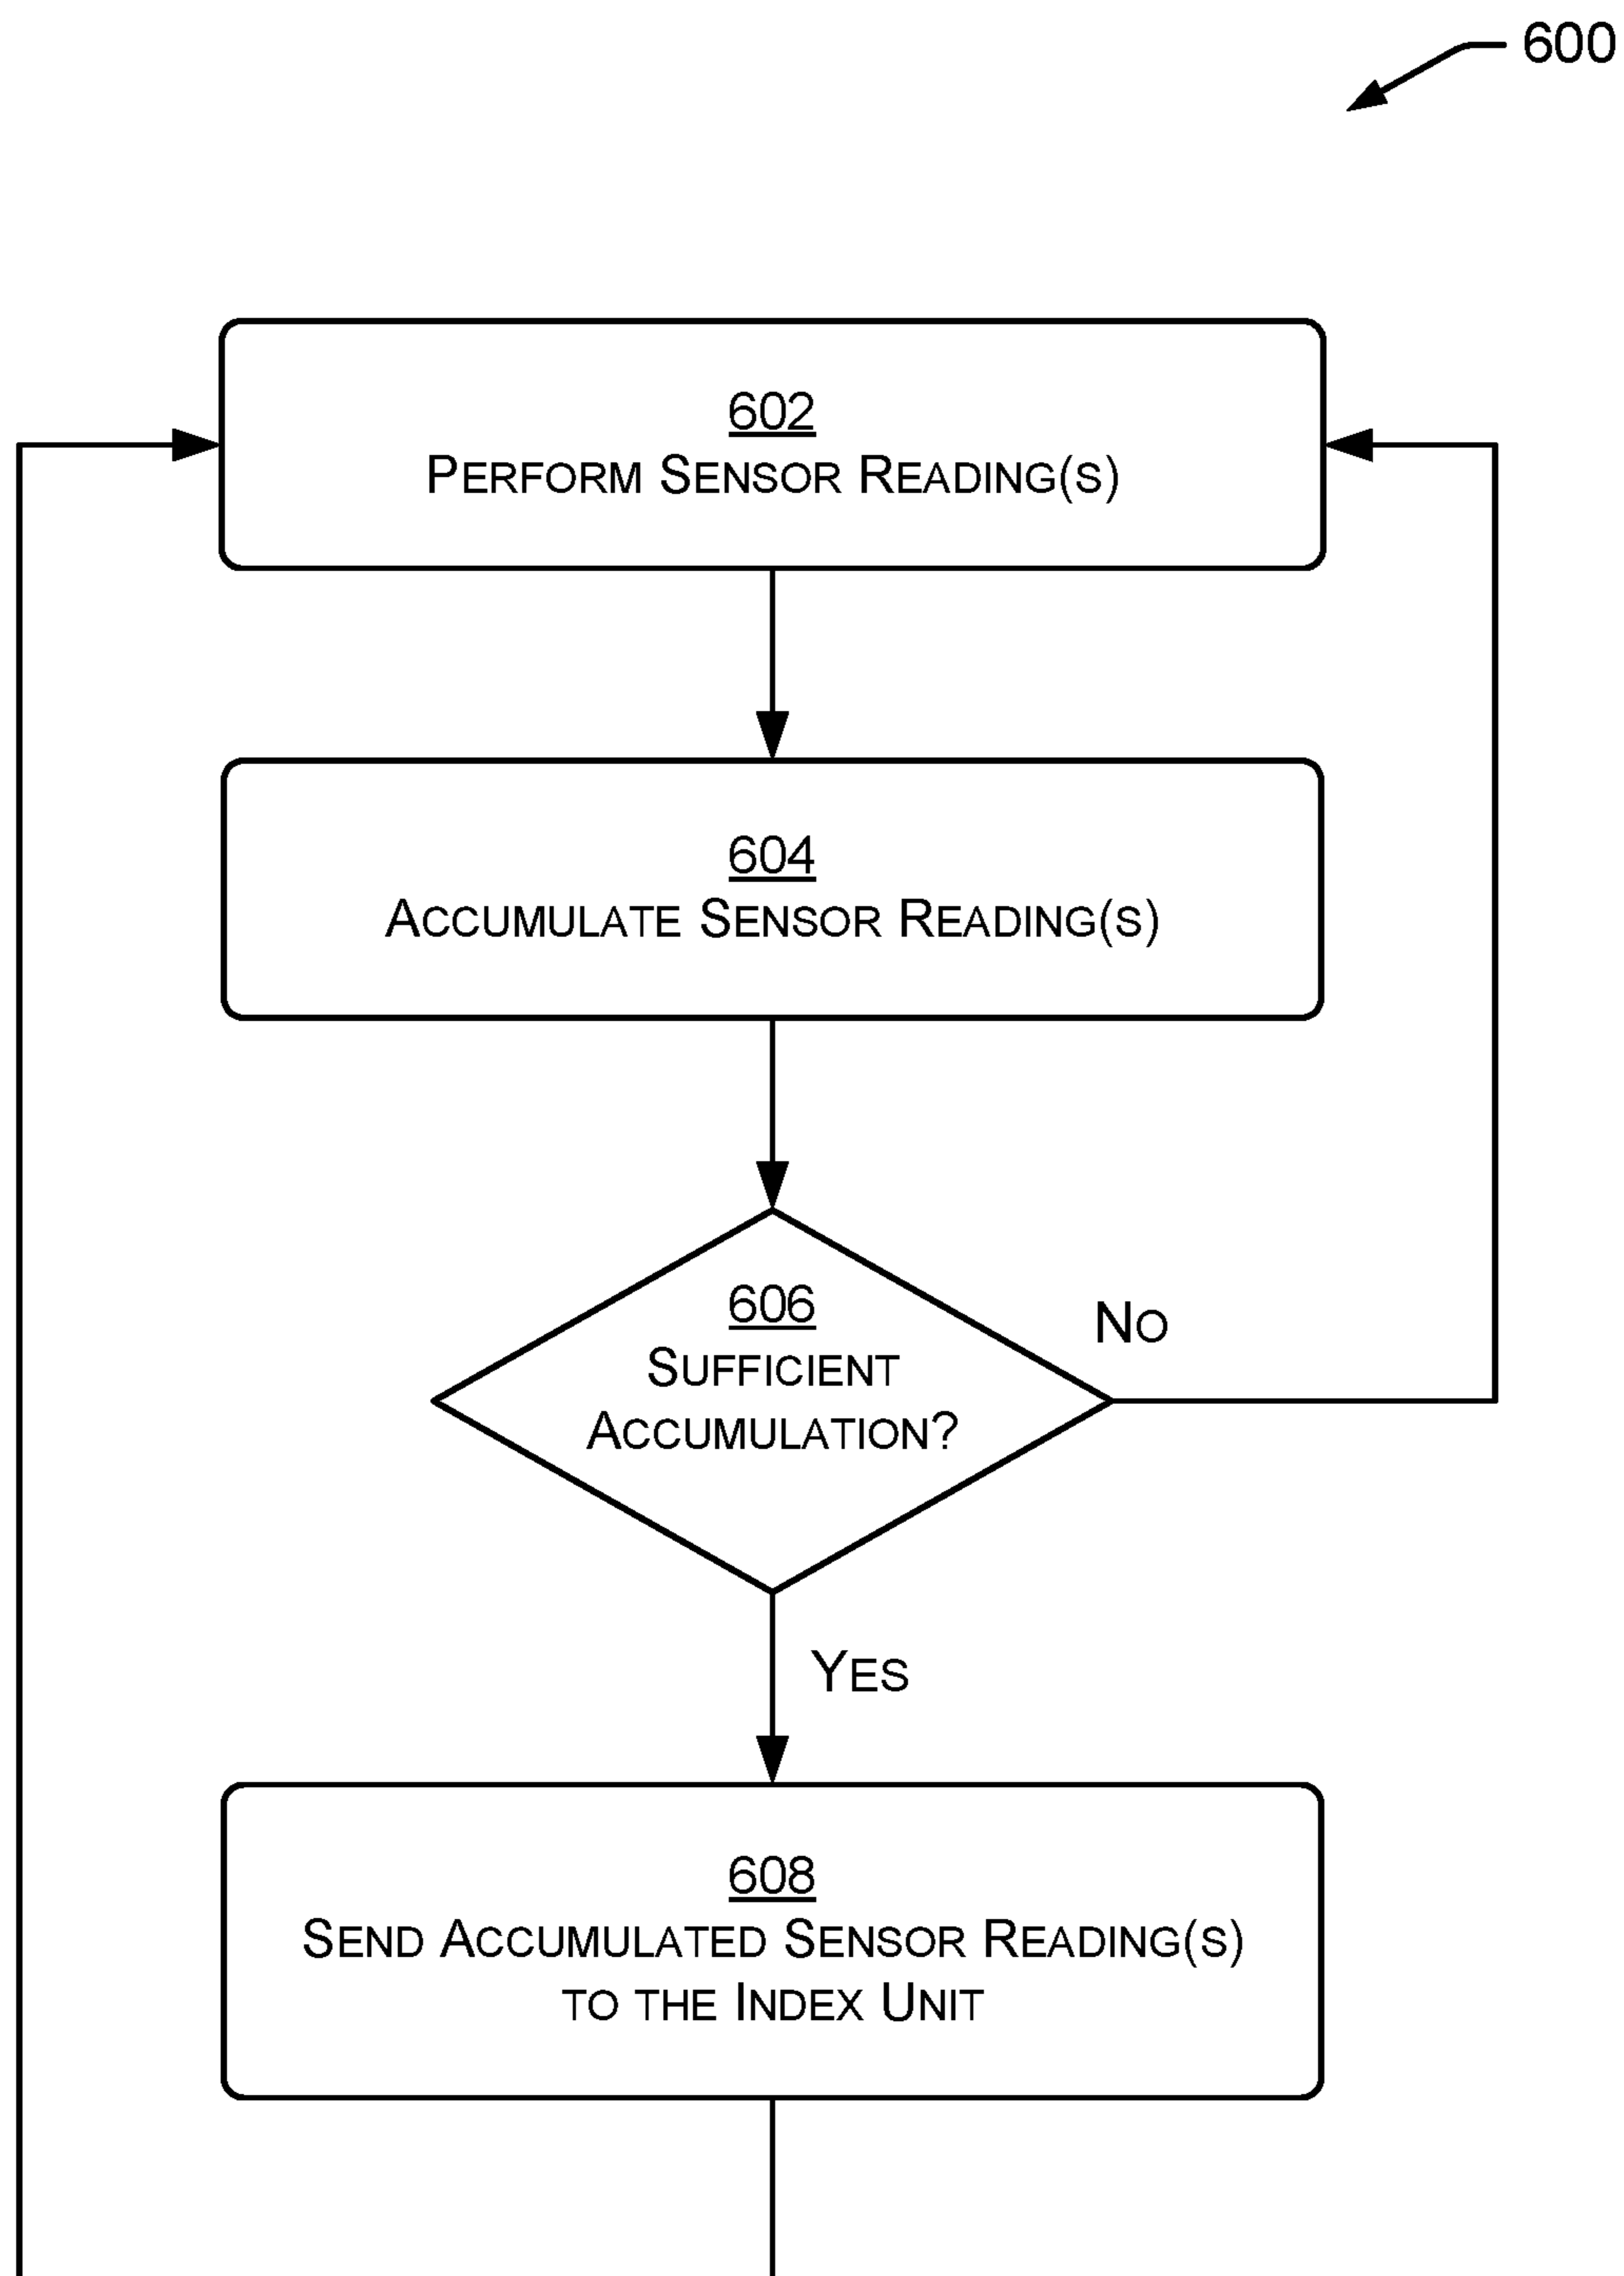 600
602
PERFORM SENSOR READING(S)
604
ACCUMULATE SENSOR READING(S)
606
SUFFICIENT
ACCUMULATION?
NO
YES
608
SEND ACCUMULATED SENSOR READING(S)
TO THE INDEX UNIT